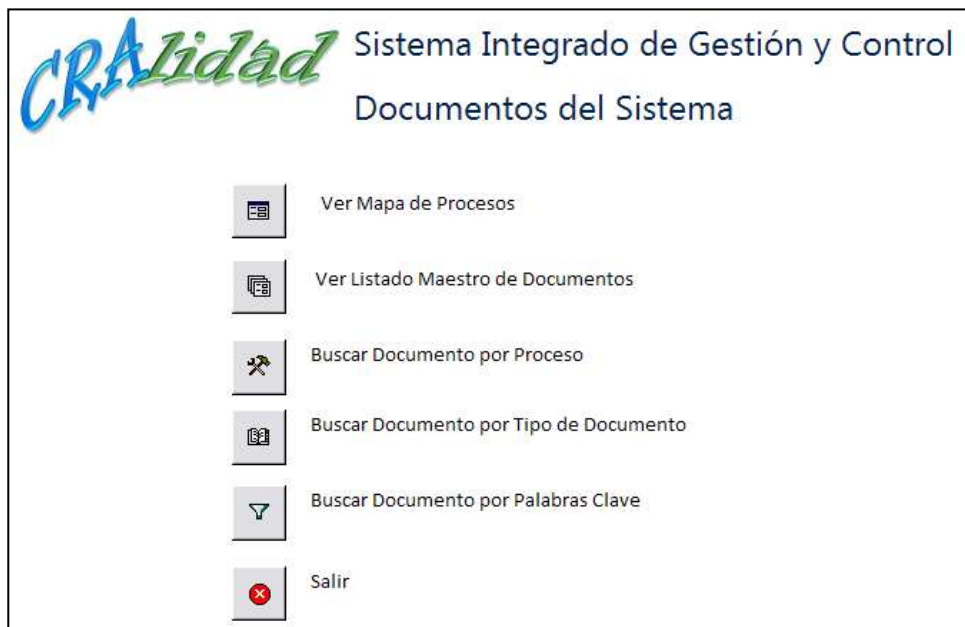 CRAlidad
Sistema Integrado de Gestión y Control
Documentos del Sistema
Ver Mapa de Procesos
Ver Listado Maestro de Documentos
Buscar Documento por Proceso
Buscar Documento por Tipo de Documento
Buscar Documento por Palabras Clave
Salir